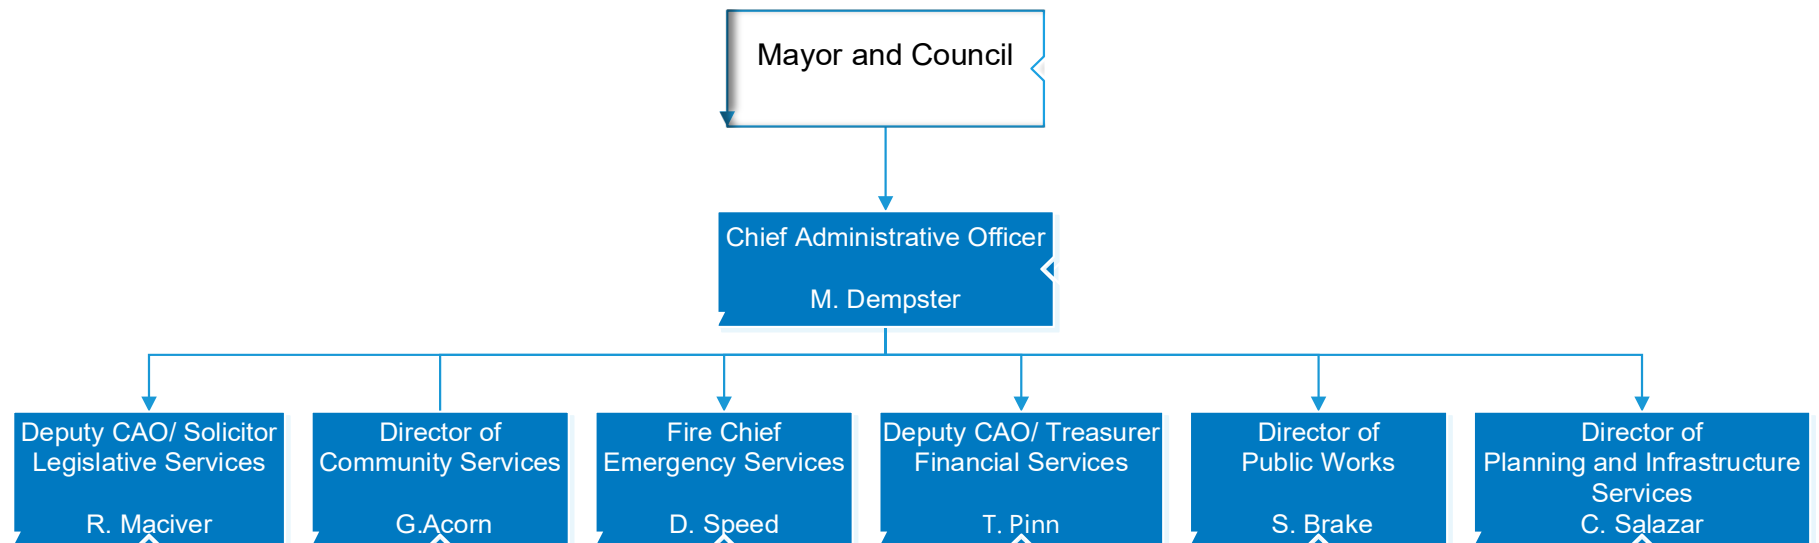 Mayor and Council
Chief Administrative Officer
M. Dempster
Deputy CAO/ Solicitor
Legislative Services
R. Maciver
Director of
Community Services
G.Acorn
Fire Chief
Emergency Services
D. Speed
Deputy CAO/ Treasurer
Financial Services
T. Pinn
Director of
Public Works
S. Brake
Director of
Planning and Infrastructure
Services
C. Salazar